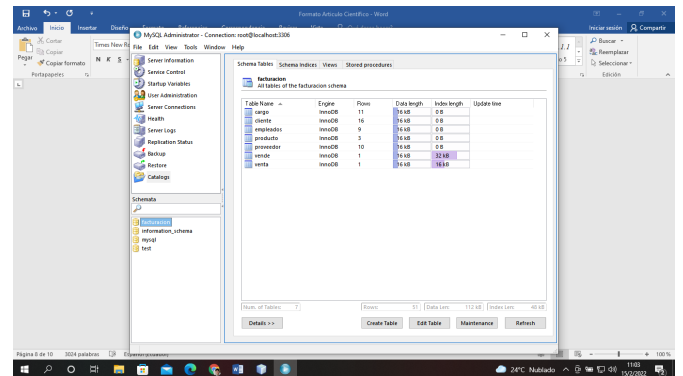 Formato Articulo Científico - Word
Iniciar sesión
Compartir
Archivo Inicio Insertar Diseño
Cortar
Copiar
Copiar formato
Pegar
Portapapeles
Times New Ro
N K S
Buscar
Reemplazar
Seleccionar
Edición
MySQL Administrator - Connection: root@localhost:3306
File Edit View Tools Window Help
Server Information
Service Control
Startup Variables
User Administration
Server Connections
Health
Server Logs
Replication Status
Backup
Restore
Catalogs
Schemata
facturacion
information_schema
mysql
test
Schema Tables Schema Indices Views Stored procedures
facturacion
All tables of the facturacion schema
Table Name Engine Rows Data length Index length Update time
cargo InnoDB 11 16 kB 0 B
cliente InnoDB 16 16 kB 0 B
empleados InnoDB 9 16 kB 0 B
producto InnoDB 3 16 kB 0 B
proveedor InnoDB 10 16 kB 0 B
vende InnoDB 1 16 kB 32 kB
venta InnoDB 1 16 kB 16 kB
Num. of Tables: 7 Rows: 51 Data Len: 112 kB Index Len: 48 kB
Details >> Create Table Edit Table Maintenance Refresh
Página 8 de 10 3024 palabras Español (Ecuador)
100 %
24°C Nublado
11:03
15/2/2022